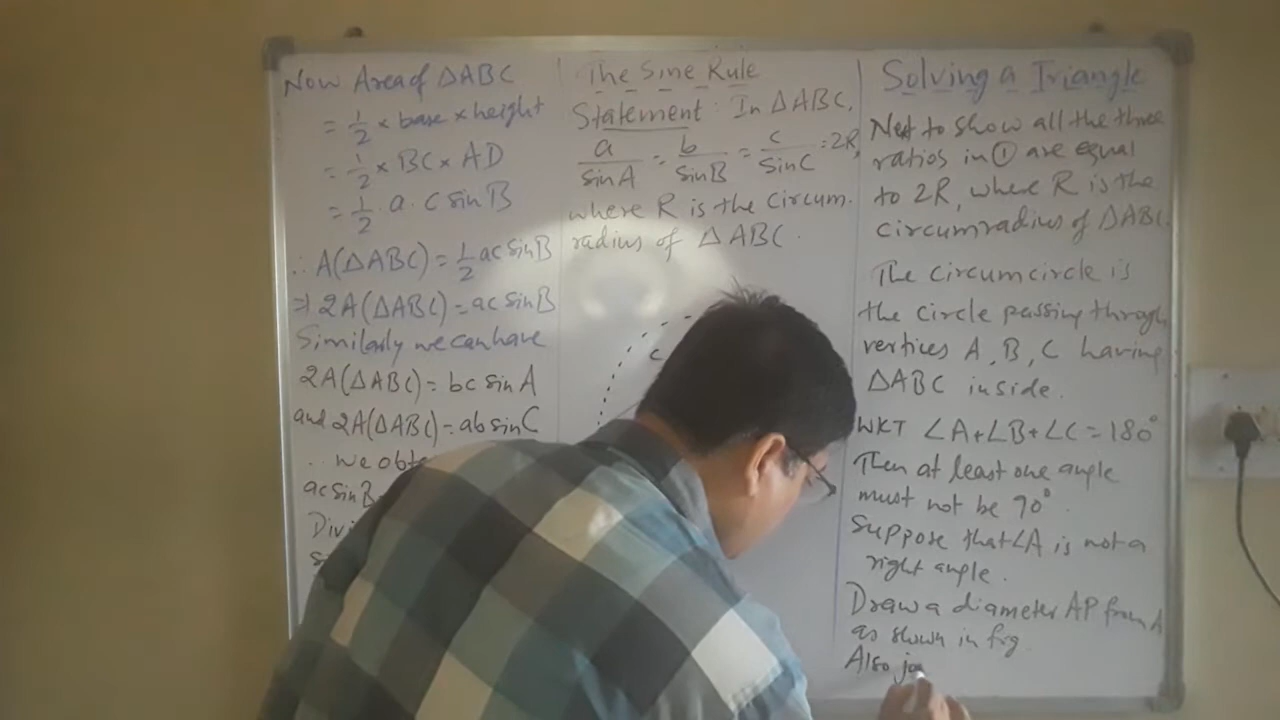 Now Area of ΔABC
= 1/2 × base × height
= 1/2 × BC × AD
= 1/2 · a · c sin B
∴ A(ΔABC) = 1/2 ac sin B
⇒ 2A(ΔABC) = ac sin B
Similarly we can have
2A(ΔABC) = bc sin A
and 2A(ΔABC) = ab sin C
we
ac sin B
The Sine Rule
Statement: In ΔABC,
a/sin A = b/sin B = c/sin C = 2R,
where R is the circum.
radius of ΔABC.
c
Solving a Triangle
Next to show all the three
ratios in ① are equal
to 2R, where R is the
circumradius of ΔABC.
The circumcircle is
the circle passing through
vertices A, B, C having
ΔABC inside.
WKT ∠A+∠B+∠C = 180°
Then at least one angle
must not be 90°.
Suppose that ∠A is not a
right angle.
Draw a diameter AP from A
as shown in fig.
Also